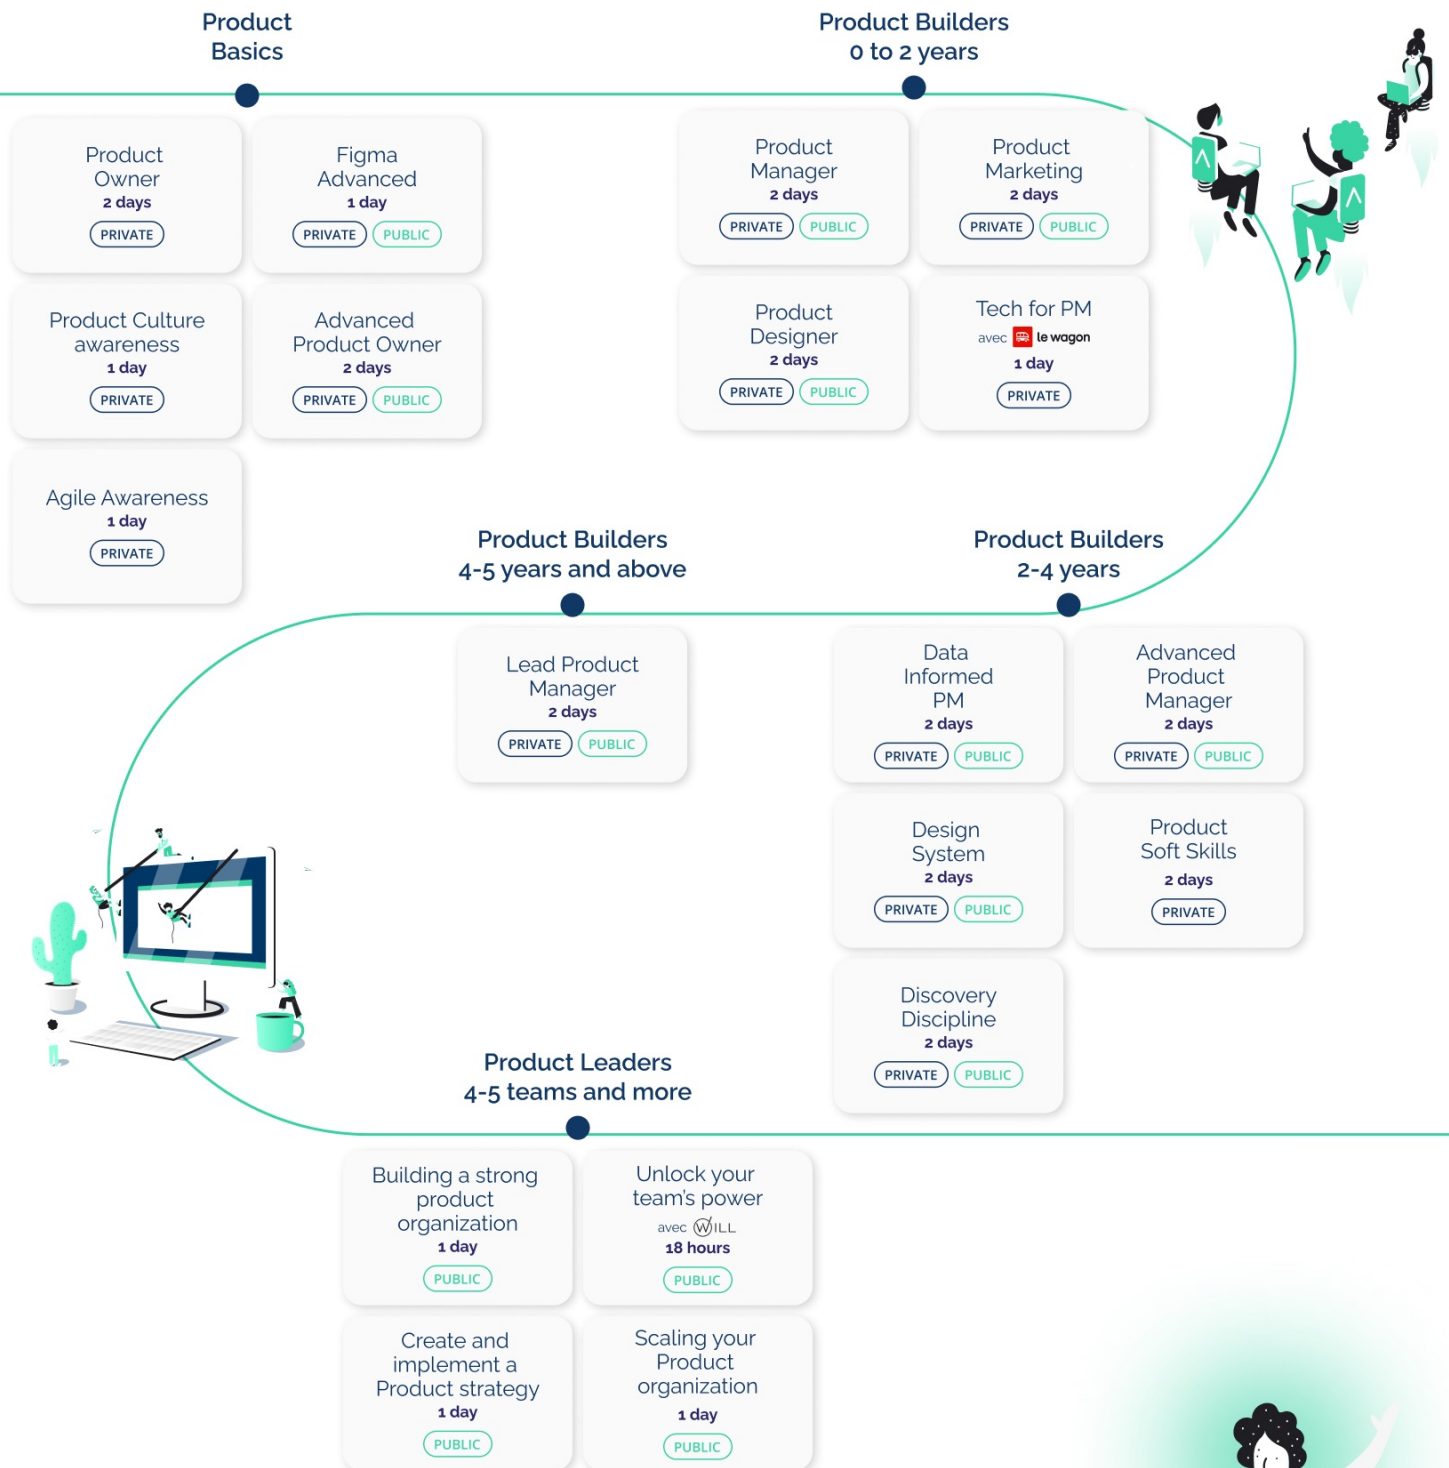 Product
Basics
Product Builders
0 to 2 years
Product
Owner
2 days
PRIVATE
Figma
Advanced
1 day
PRIVATE PUBLIC
Product Culture
awareness
1 day
PRIVATE
Advanced
Product Owner
2 days
PRIVATE PUBLIC
Agile Awareness
1 day
PRIVATE
Product
Manager
2 days
PRIVATE PUBLIC
Product
Marketing
2 days
PRIVATE PUBLIC
Product
Designer
2 days
PRIVATE PUBLIC
Tech for PM
avec le wagon
1 day
PRIVATE
Product Builders
4-5 years and above
Product Builders
2-4 years
Lead Product
Manager
2 days
PRIVATE PUBLIC
Data
Informed
PM
2 days
PRIVATE PUBLIC
Advanced
Product
Manager
2 days
PRIVATE PUBLIC
Design
System
2 days
PRIVATE PUBLIC
Product
Soft Skills
2 days
PRIVATE
Discovery
Discipline
2 days
PRIVATE PUBLIC
Product Leaders
4-5 teams and more
Building a strong
product
organization
1 day
PUBLIC
Unlock your
team's power
avec WILL
18 hours
PUBLIC
Create and
implement a
Product strategy
1 day
PUBLIC
Scaling your
Product
organization
1 day
PUBLIC